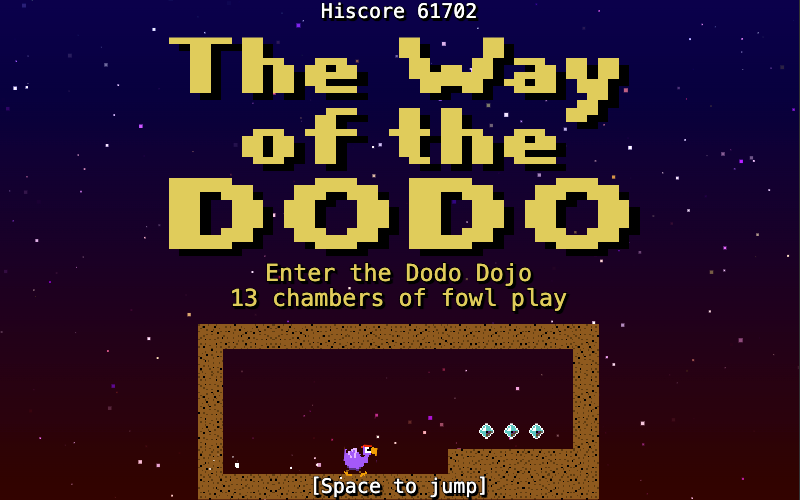 Hiscore 61702
The Way
of the
DODO
Enter the Dodo Dojo
13 chambers of fowl play
[Space to jump]